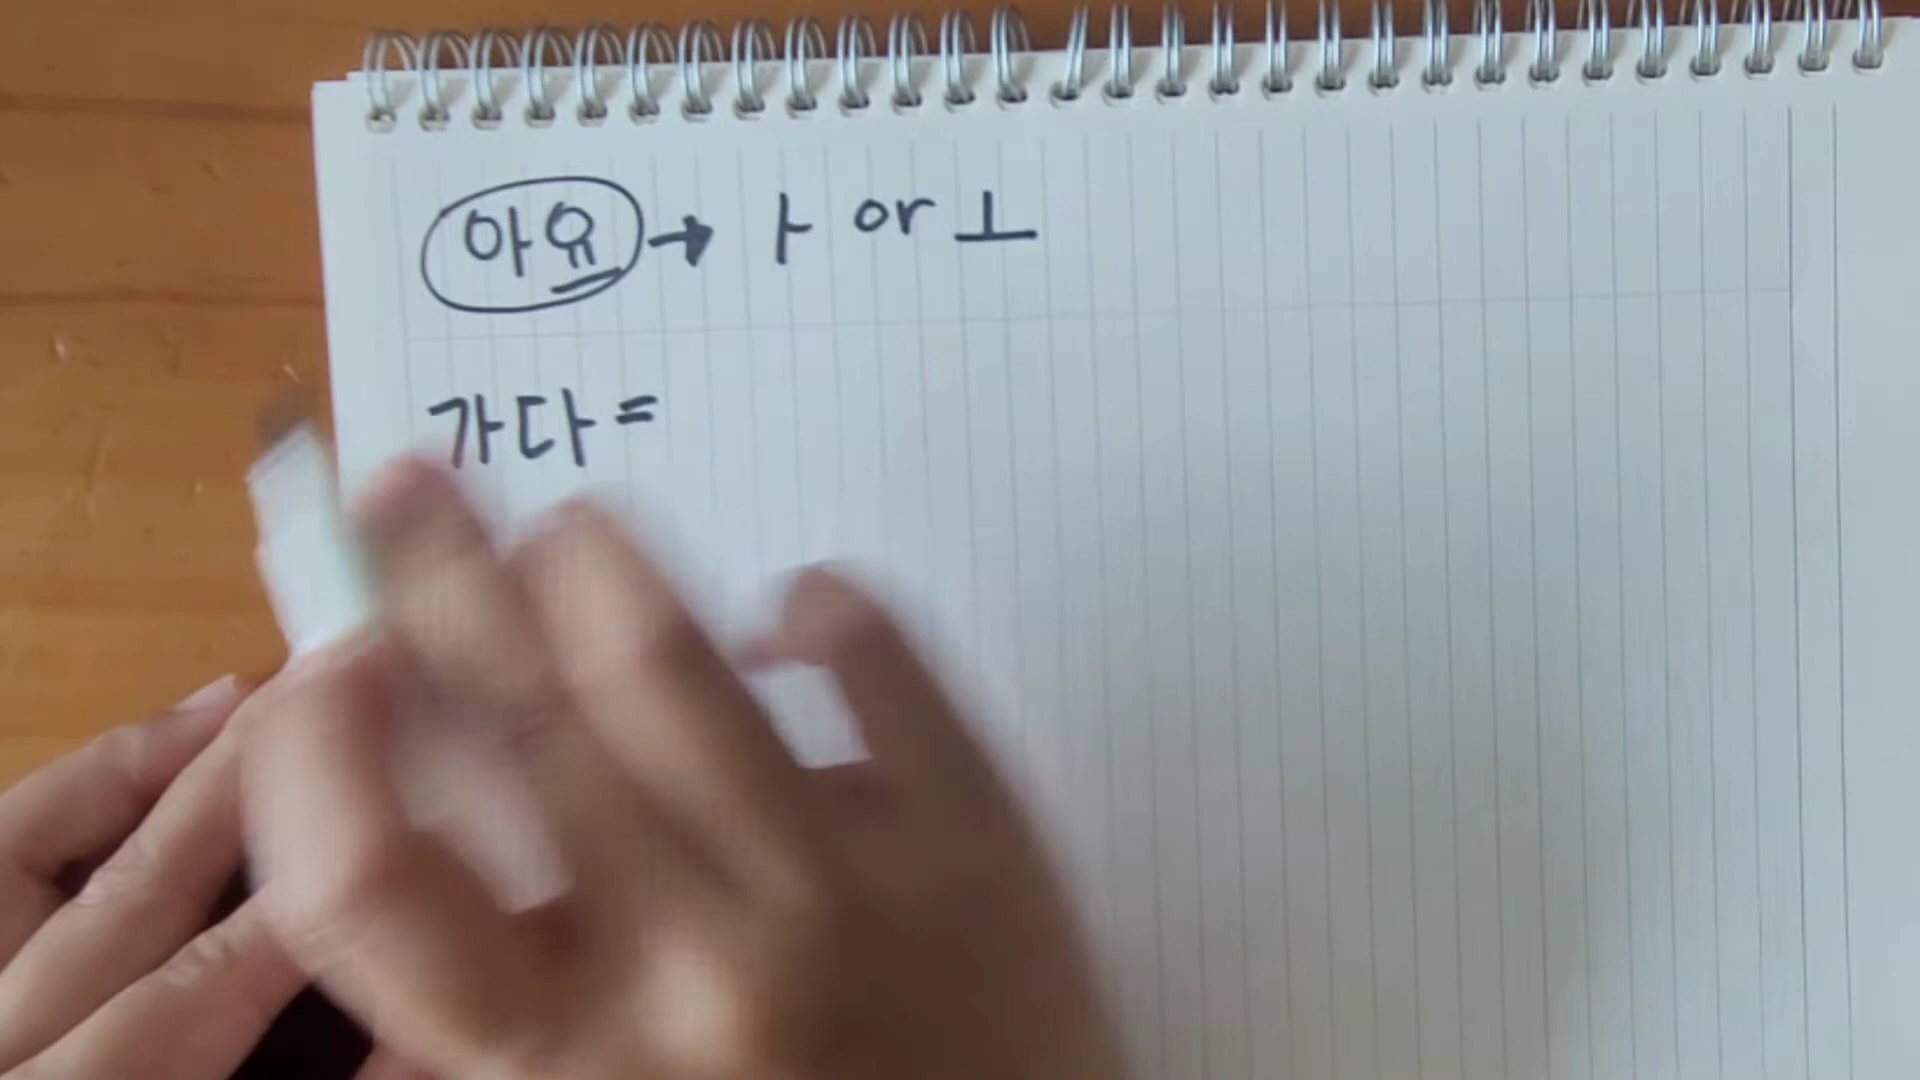 아요 → ㅏ or ㅗ
가다 =